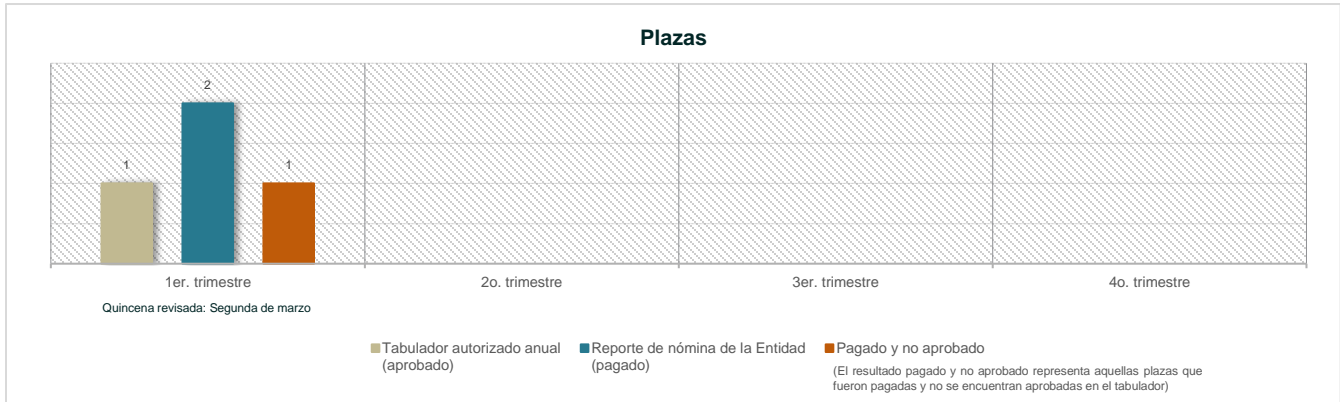 Plazas
1
2
1
1er. trimestre
2o. trimestre
3er. trimestre
4o. trimestre
Quincena revisada: Segunda de marzo
Tabulador autorizado anual
(aprobado)
Reporte de nómina de la Entidad
(pagado)
Pagado y no aprobado
(El resultado pagado y no aprobado representa aquellas plazas que
fueron pagadas y no se encuentran aprobadas en el tabulador)